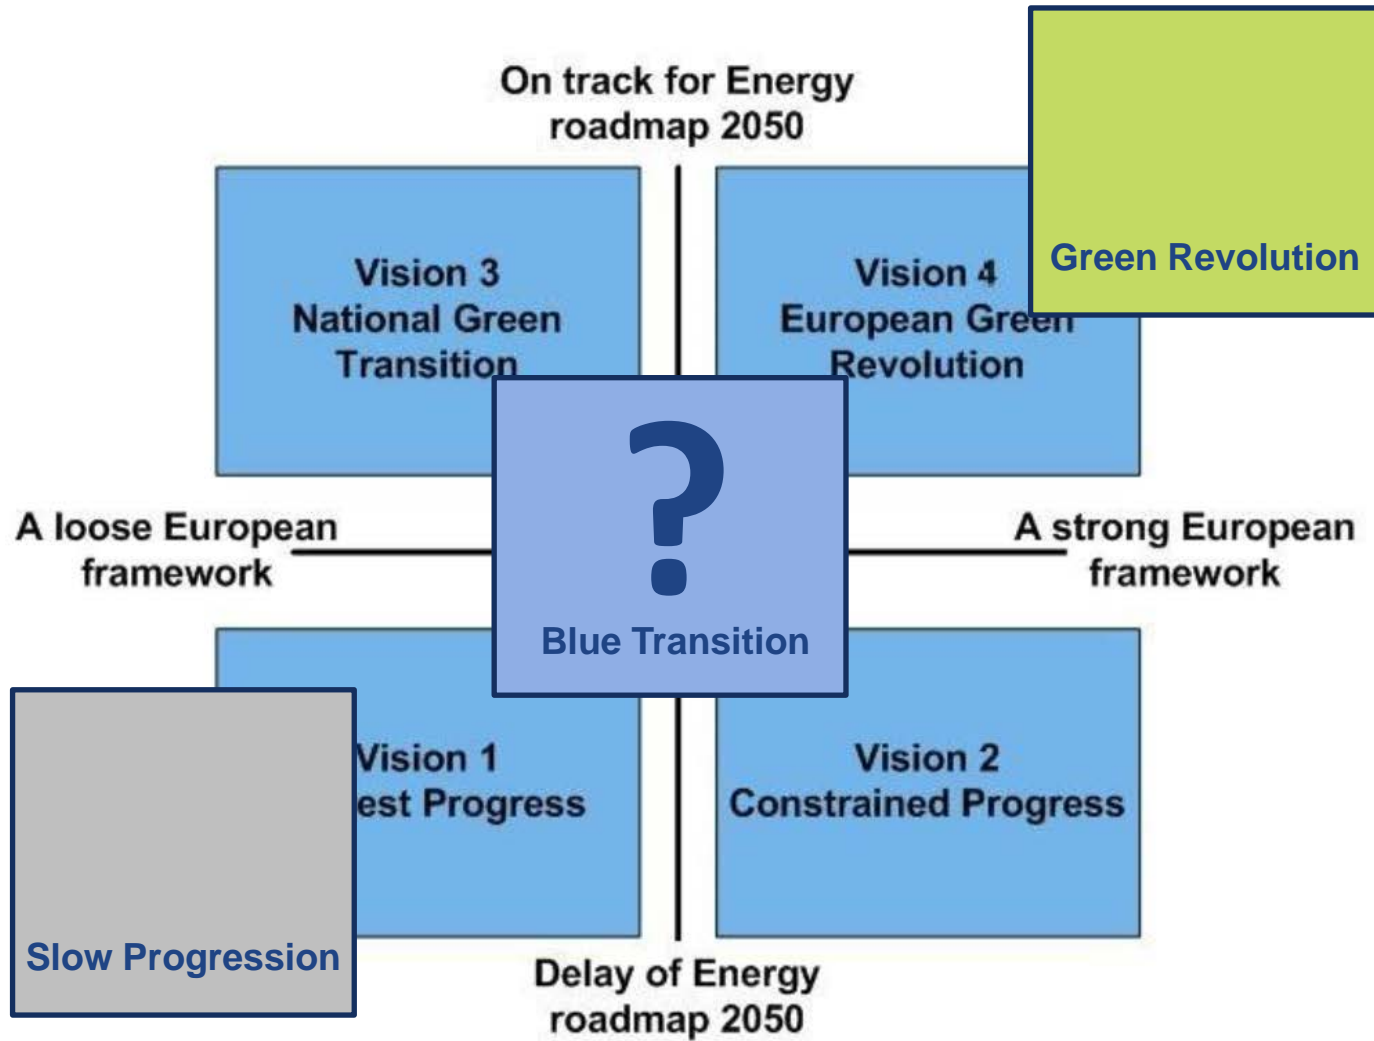 On track for Energy
roadmap 2050
Vision 3
National Green
Transition
Vision 4
European Green
Revolution
Green Revolution
?
Blue Transition
A loose European
framework
A strong European
framework
Vision 1
est Progress
Vision 2
Constrained Progress
Slow Progression
Delay of Energy
roadmap 2050